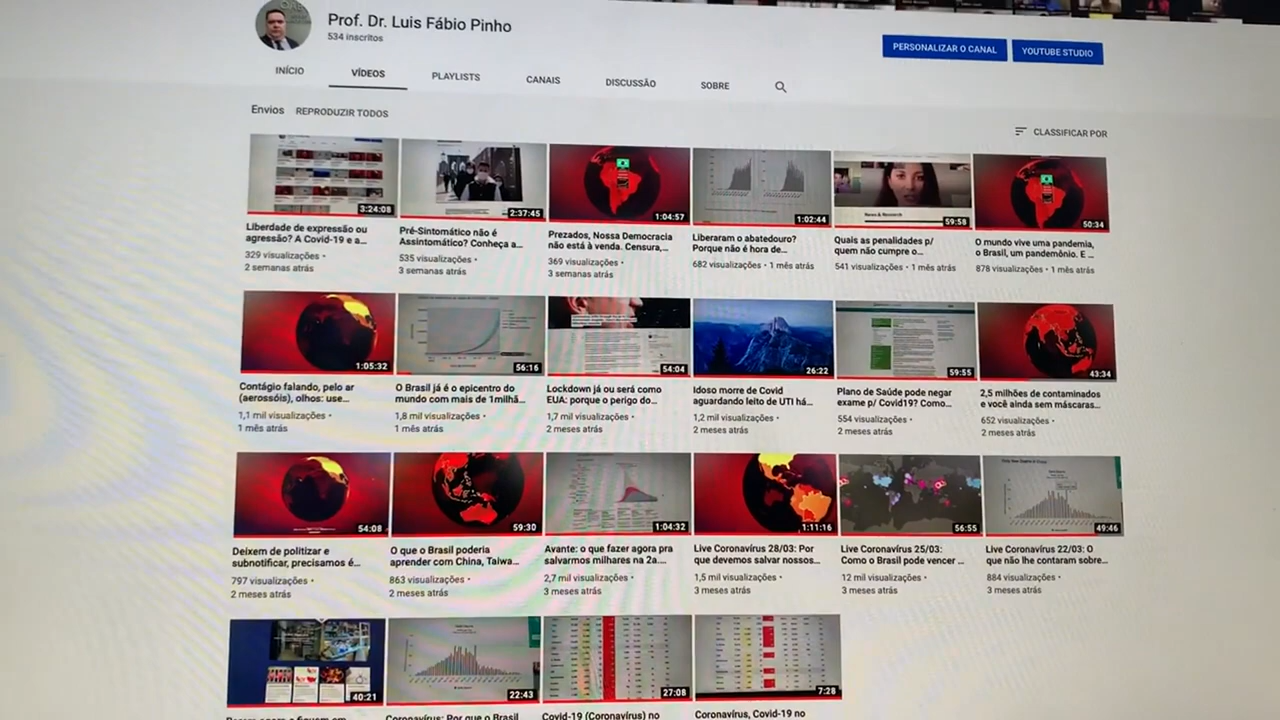 Prof. Dr. Luis Fábio Pinho
534 inscritos
PERSONALIZAR O CANAL
YOUTUBE STUDIO
INÍCIO
VÍDEOS
PLAYLISTS
CANAIS
DISCUSSÃO
SOBRE
Envios
REPRODUZIR TODOS
CLASSIFICAR POR
3:24:08
Liberdade de expressão ou
agressão? A Covid-19 e a...
329 visualizações •
2 semanas atrás
2:37:45
Pré-Sintomático não é
Assintomático? Conheça a...
535 visualizações •
3 semanas atrás
1:04:57
Prezados, Nossa Democracia
não está à venda. Censura,...
369 visualizações •
3 semanas atrás
1:02:44
Liberaram o abatedouro?
Porque não é hora de...
682 visualizações • 1 mês atrás
News & Research
59:58
Quais as penalidades p/
quem não cumpre o...
541 visualizações • 1 mês atrás
50:34
O mundo vive uma pandemia,
o Brasil, um pandemônio. E ...
878 visualizações • 1 mês atrás
1:05:32
Contágio falando, pelo ar
(aerossóis), olhos: use...
1,1 mil visualizações •
1 mês atrás
56:16
O Brasil já é o epicentro do
mundo com mais de 1milhã...
1,8 mil visualizações •
1 mês atrás
54:04
Lockdown já ou será como
EUA: porque o perigo do...
1,7 mil visualizações •
2 meses atrás
26:22
Idoso morre de Covid
aguardando leito de UTI há...
1,2 mil visualizações •
2 meses atrás
59:55
Plano de Saúde pode negar
exame p/ Covid19? Como...
554 visualizações •
2 meses atrás
43:34
2,5 milhões de contaminados
e você ainda sem máscaras...
652 visualizações •
2 meses atrás
54:08
Deixem de politizar e
subnotificar, precisamos é...
797 visualizações •
2 meses atrás
59:30
O que o Brasil poderia
aprender com China, Taiwa...
863 visualizações •
2 meses atrás
1:04:32
Avante: o que fazer agora pra
salvarmos milhares na 2a....
2,7 mil visualizações •
3 meses atrás
1:11:16
Live Coronavírus 28/03: Por
que devemos salvar nossos...
1,5 mil visualizações •
3 meses atrás
56:55
Live Coronavírus 25/03:
Como o Brasil pode vencer ...
12 mil visualizações •
3 meses atrás
49:46
Live Coronavírus 22/03: O
que não lhe contaram sobre...
884 visualizações •
3 meses atrás
40:21
22:43
Coronavírus: Por que o Brasil
27:08
Covid-19 (Coronavírus) no
7:28
Coronavírus, Covid-19 no